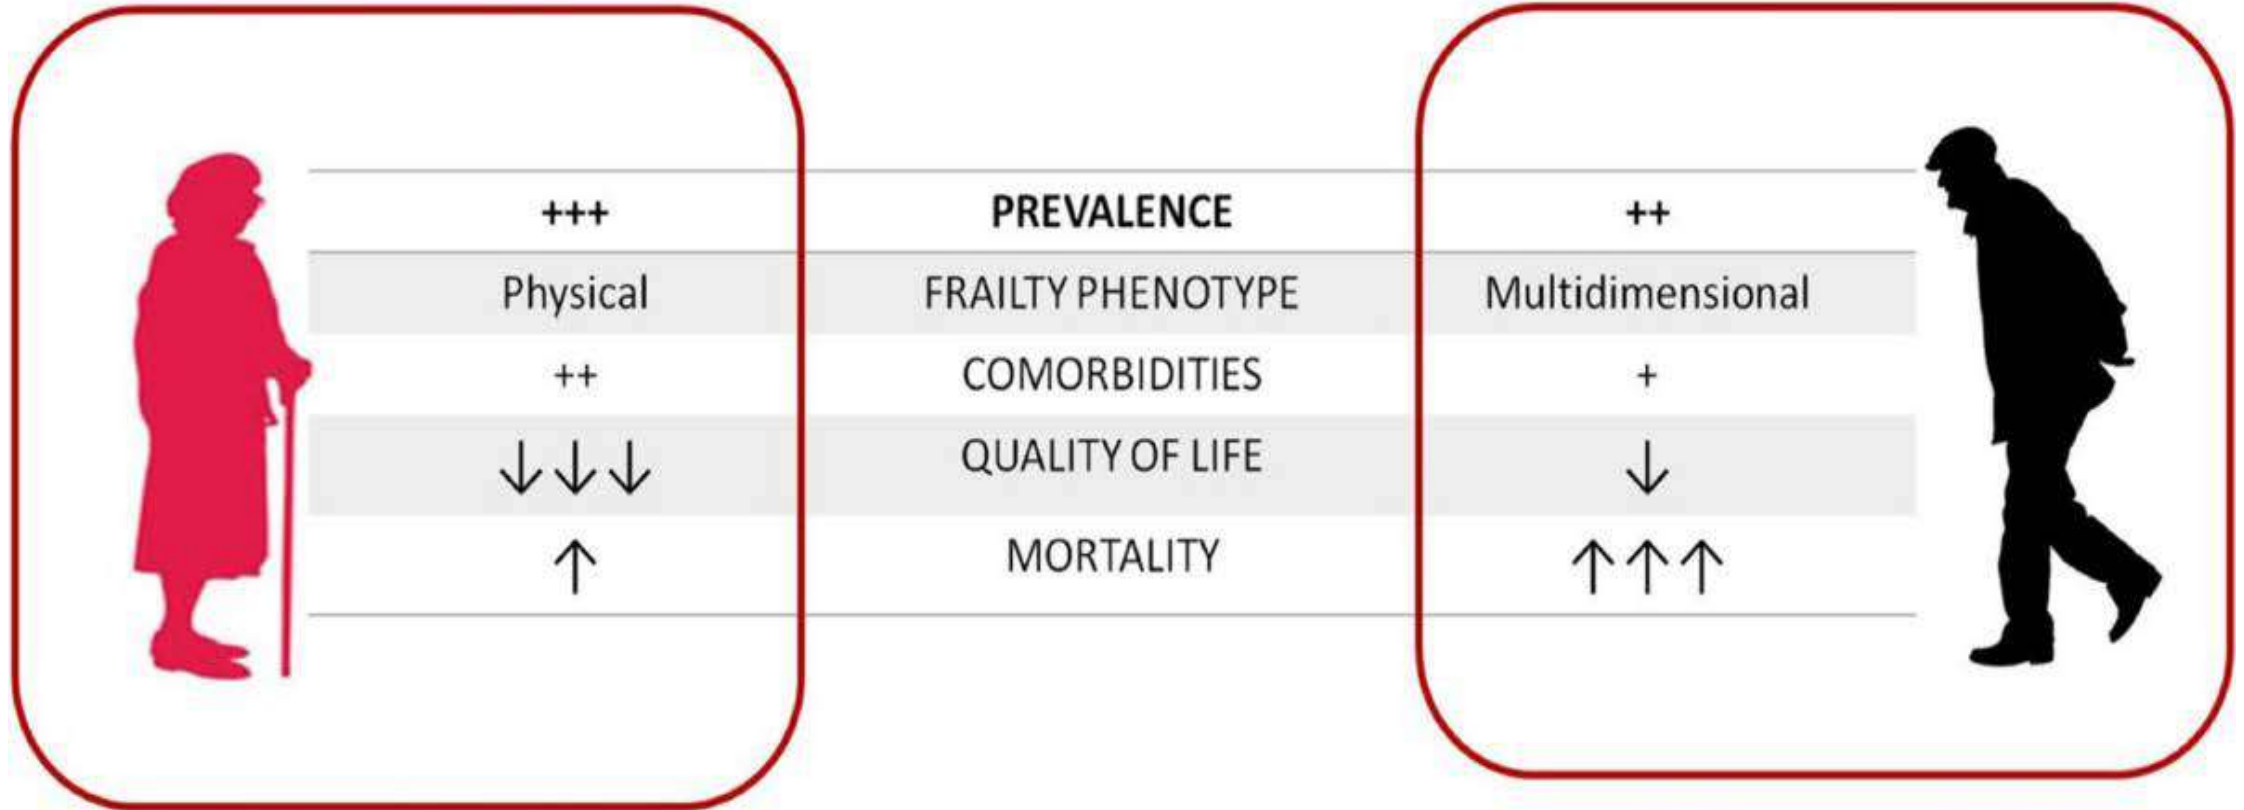 +++ PREVALENCE ++
Physical FRAILTY PHENOTYPE Multidimensional
++ COMORBIDITIES +
↓↓↓ QUALITY OF LIFE ↓
↑ MORTALITY ↑↑↑